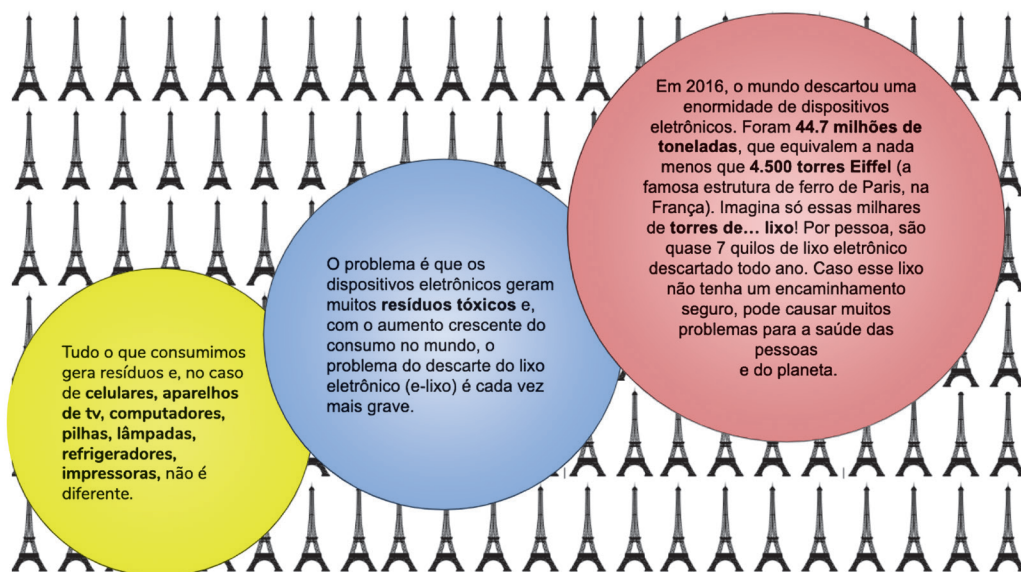 Tudo o que consumimos
gera resíduos e, no caso
de celulares, aparelhos
de tv, computadores,
pilhas, lâmpadas,
refrigeradores,
impressoras, não é
diferente.
O problema é que os
dispositivos eletrônicos geram
muitos resíduos tóxicos e,
com o aumento crescente do
consumo no mundo, o
problema do descarte do lixo
eletrônico (e-lixo) é cada vez
mais grave.
Em 2016, o mundo descartou uma
enormidade de dispositivos
eletrônicos. Foram 44.7 milhões de
toneladas, que equivalem a nada
menos que 4.500 torres Eiffel (a
famosa estrutura de ferro de Paris, na
França). Imagina só essas milhares
de torres de... lixo! Por pessoa, são
quase 7 quilos de lixo eletrônico
descartado todo ano. Caso esse lixo
não tenha um encaminhamento
seguro, pode causar muitos
problemas para a saúde das
pessoas
e do planeta.